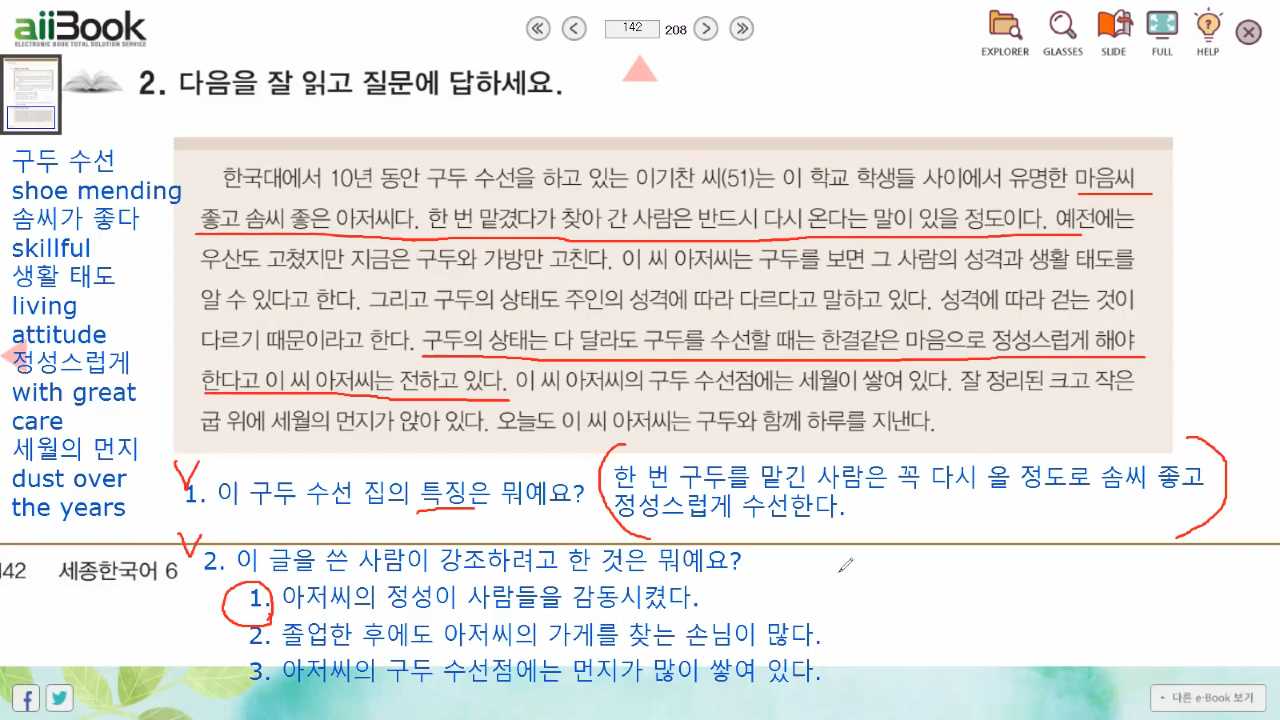 aiiBook
ELECTRONIC BOOK TOTAL SOLUTION SERVICE
142 208
EXPLORER GLASSES SLIDE FULL HELP
2. 다음을 잘 읽고 질문에 답하세요.
구두 수선
shoe mending
솜씨가 좋다
skillful
생활 태도
living
attitude
정성스럽게
with great
care
세월의 먼지
dust over
the years
한국대에서 10년 동안 구두 수선을 하고 있는 이기찬 씨(51)는 이 학교 학생들 사이에서 유명한 마음씨
좋고 솜씨 좋은 아저씨다. 한 번 맡겼다가 찾아 간 사람은 반드시 다시 온다는 말이 있을 정도이다. 예전에는
우산도 고쳤지만 지금은 구두와 가방만 고친다. 이 씨 아저씨는 구두를 보면 그 사람의 성격과 생활 태도를
알 수 있다고 한다. 그리고 구두의 상태도 주인의 성격에 따라 다르다고 말하고 있다. 성격에 따라 걷는 것이
다르기 때문이라고 한다. 구두의 상태는 다 달라도 구두를 수선할 때는 한결같은 마음으로 정성스럽게 해야
한다고 이 씨 아저씨는 전하고 있다. 이 씨 아저씨의 구두 수선점에는 세월이 쌓여 있다. 잘 정리된 크고 작은
굽 위에 세월의 먼지가 앉아 있다. 오늘도 이 씨 아저씨는 구두와 함께 하루를 지낸다.
1. 이 구두 수선 집의 특징은 뭐예요?
한 번 구두를 맡긴 사람은 꼭 다시 올 정도로 솜씨 좋고
정성스럽게 수선한다.
2. 이 글을 쓴 사람이 강조하려고 한 것은 뭐예요?
142 세종한국어 6
1. 아저씨의 정성이 사람들을 감동시켰다.
2. 졸업한 후에도 아저씨의 가게를 찾는 손님이 많다.
3. 아저씨의 구두 수선점에는 먼지가 많이 쌓여 있다.
다른 e-Book 보기